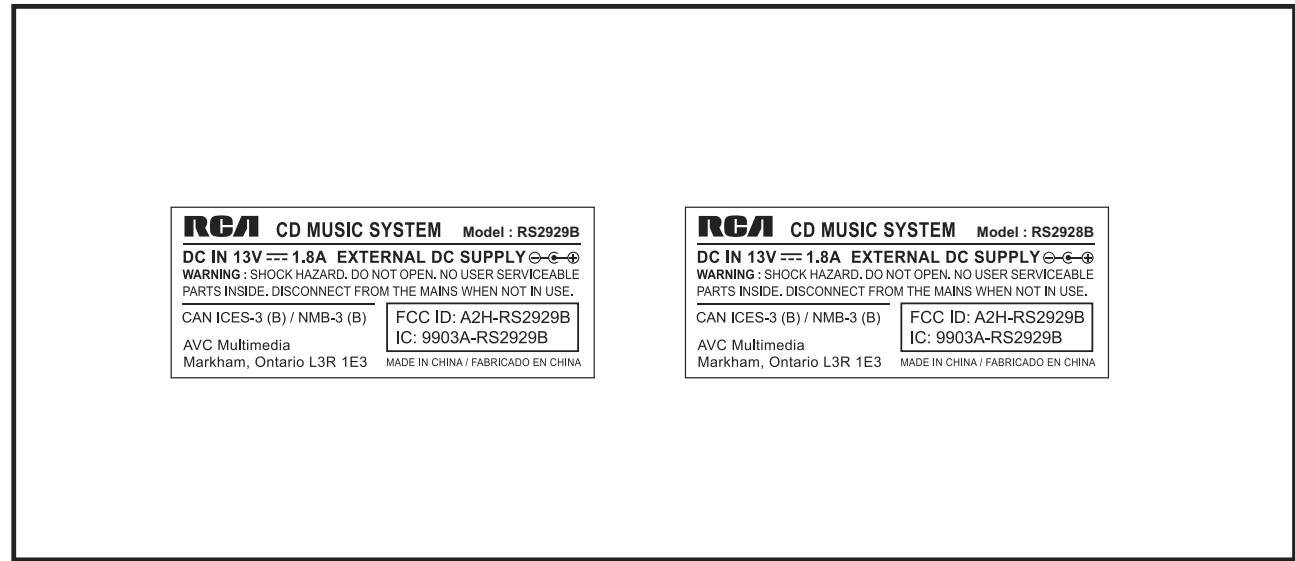 RCA CD MUSIC SYSTEM Model : RS2929B
DC IN 13V 1.8A EXTERNAL DC SUPPLY
WARNING : SHOCK HAZARD. DO NOT OPEN. NO USER SERVICEABLE
PARTS INSIDE. DISCONNECT FROM THE MAINS WHEN NOT IN USE.
CAN ICES-3 (B) / NMB-3 (B)
AVC Multimedia
Markham, Ontario L3R 1E3
FCC ID: A2H-RS2929B
IC: 9903A-RS2929B
MADE IN CHINA / FABRICADO EN CHINA
RCA CD MUSIC SYSTEM Model : RS2928B
DC IN 13V 1.8A EXTERNAL DC SUPPLY
WARNING : SHOCK HAZARD. DO NOT OPEN. NO USER SERVICEABLE
PARTS INSIDE. DISCONNECT FROM THE MAINS WHEN NOT IN USE.
CAN ICES-3 (B) / NMB-3 (B)
AVC Multimedia
Markham, Ontario L3R 1E3
FCC ID: A2H-RS2929B
IC: 9903A-RS2929B
MADE IN CHINA / FABRICADO EN CHINA